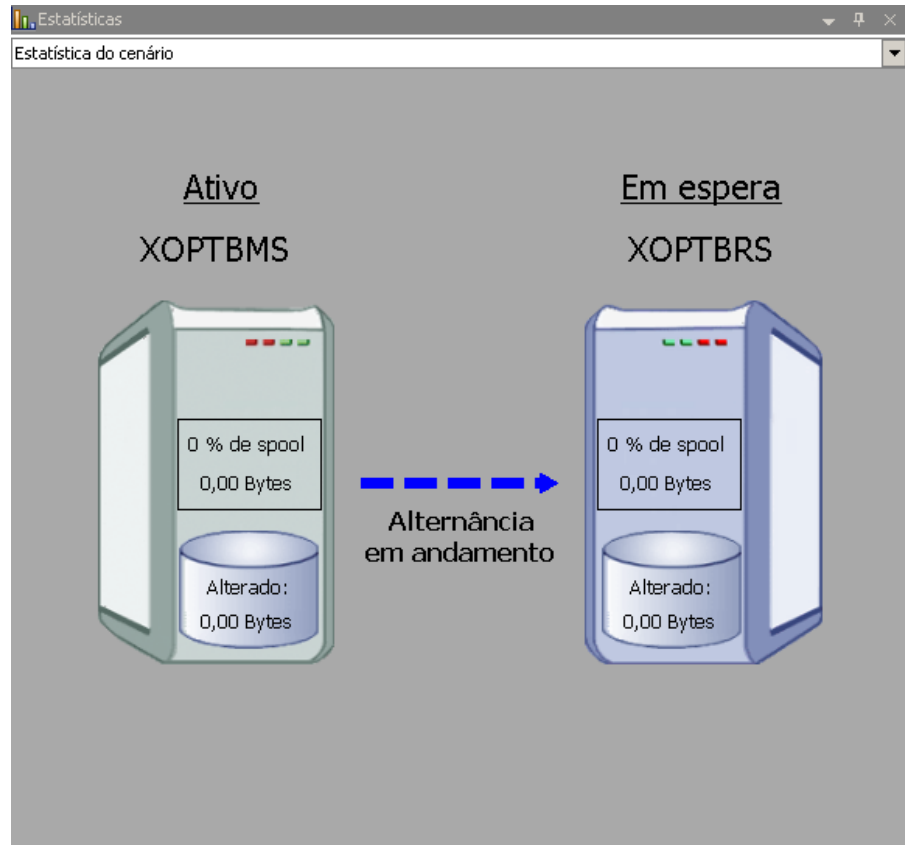 Estatísticas
Estatística do cenário
Ativo
Em espera
XOPTBMS
XOPTBRS
0 % de spool
0,00 Bytes
0 % de spool
0,00 Bytes
Alternância
em andamento
Alterado:
0,00 Bytes
Alterado:
0,00 Bytes